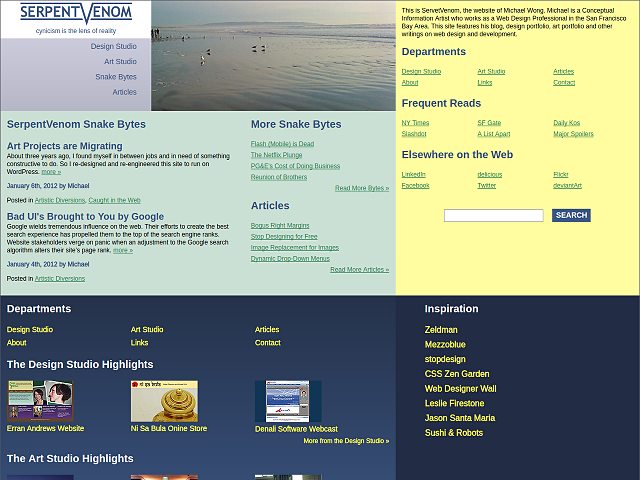 SERPENTVENOM
cynicism is the lens of reality
Design Studio
Art Studio
Snake Bytes
Articles
This is ServetVenom, the website of Michael Wong. Michael is a Conceptual
Information Artist who works as a Web Design Professional in the San Francisco
Bay Area. This site features his blog, design portfolio, art portfolio and other
writings on web design and development.
Departments
Design Studio Art Studio Articles
About Links Contact
Frequent Reads
NY Times SF Gate Daily Kos
Slashdot A List Apart Major Spoilers
Elsewhere on the Web
LinkedIn delicious Flickr
Facebook Twitter deviantArt
SEARCH
SerpentVenom Snake Bytes
Art Projects are Migrating
About three years ago, I found myself in between jobs and in need of something
constructive to do. So I re-designed and re-engineered this site to run on
WordPress. more »
January 6th, 2012 by Michael
Posted in Artistic Diversions, Caught in the Web
Bad UI's Brought to You by Google
Google wields tremendous influence on the web. Their efforts to create the best
search experience has propelled them to the top of the search engine ranks.
Website stakeholders verge on panic when an adjustment to the Google search
algorithm alters their site's page rank. more »
January 4th, 2012 by Michael
Posted in Artistic Diversions
More Snake Bytes
Flash (Mobile) is Dead
The Netflix Plunge
PG&E's Cost of Doing Business
Reunion of Brothers
Read More Bytes »
Articles
Bogus Right Margins
Stop Designing for Free
Image Replacement for Images
Dynamic Drop-Down Menus
Read More Articles »
Departments
Design Studio Art Studio Articles
About Links Contact
The Design Studio Highlights
Erran Andrews Website
Ni Sa Bula Onine Store
Denali Software Webcast
More from the Design Studio »
The Art Studio Highlights
Inspiration
Zeldman
Mezzoblue
stopdesign
CSS Zen Garden
Web Designer Wall
Leslie Firestone
Jason Santa Maria
Sushi & Robots